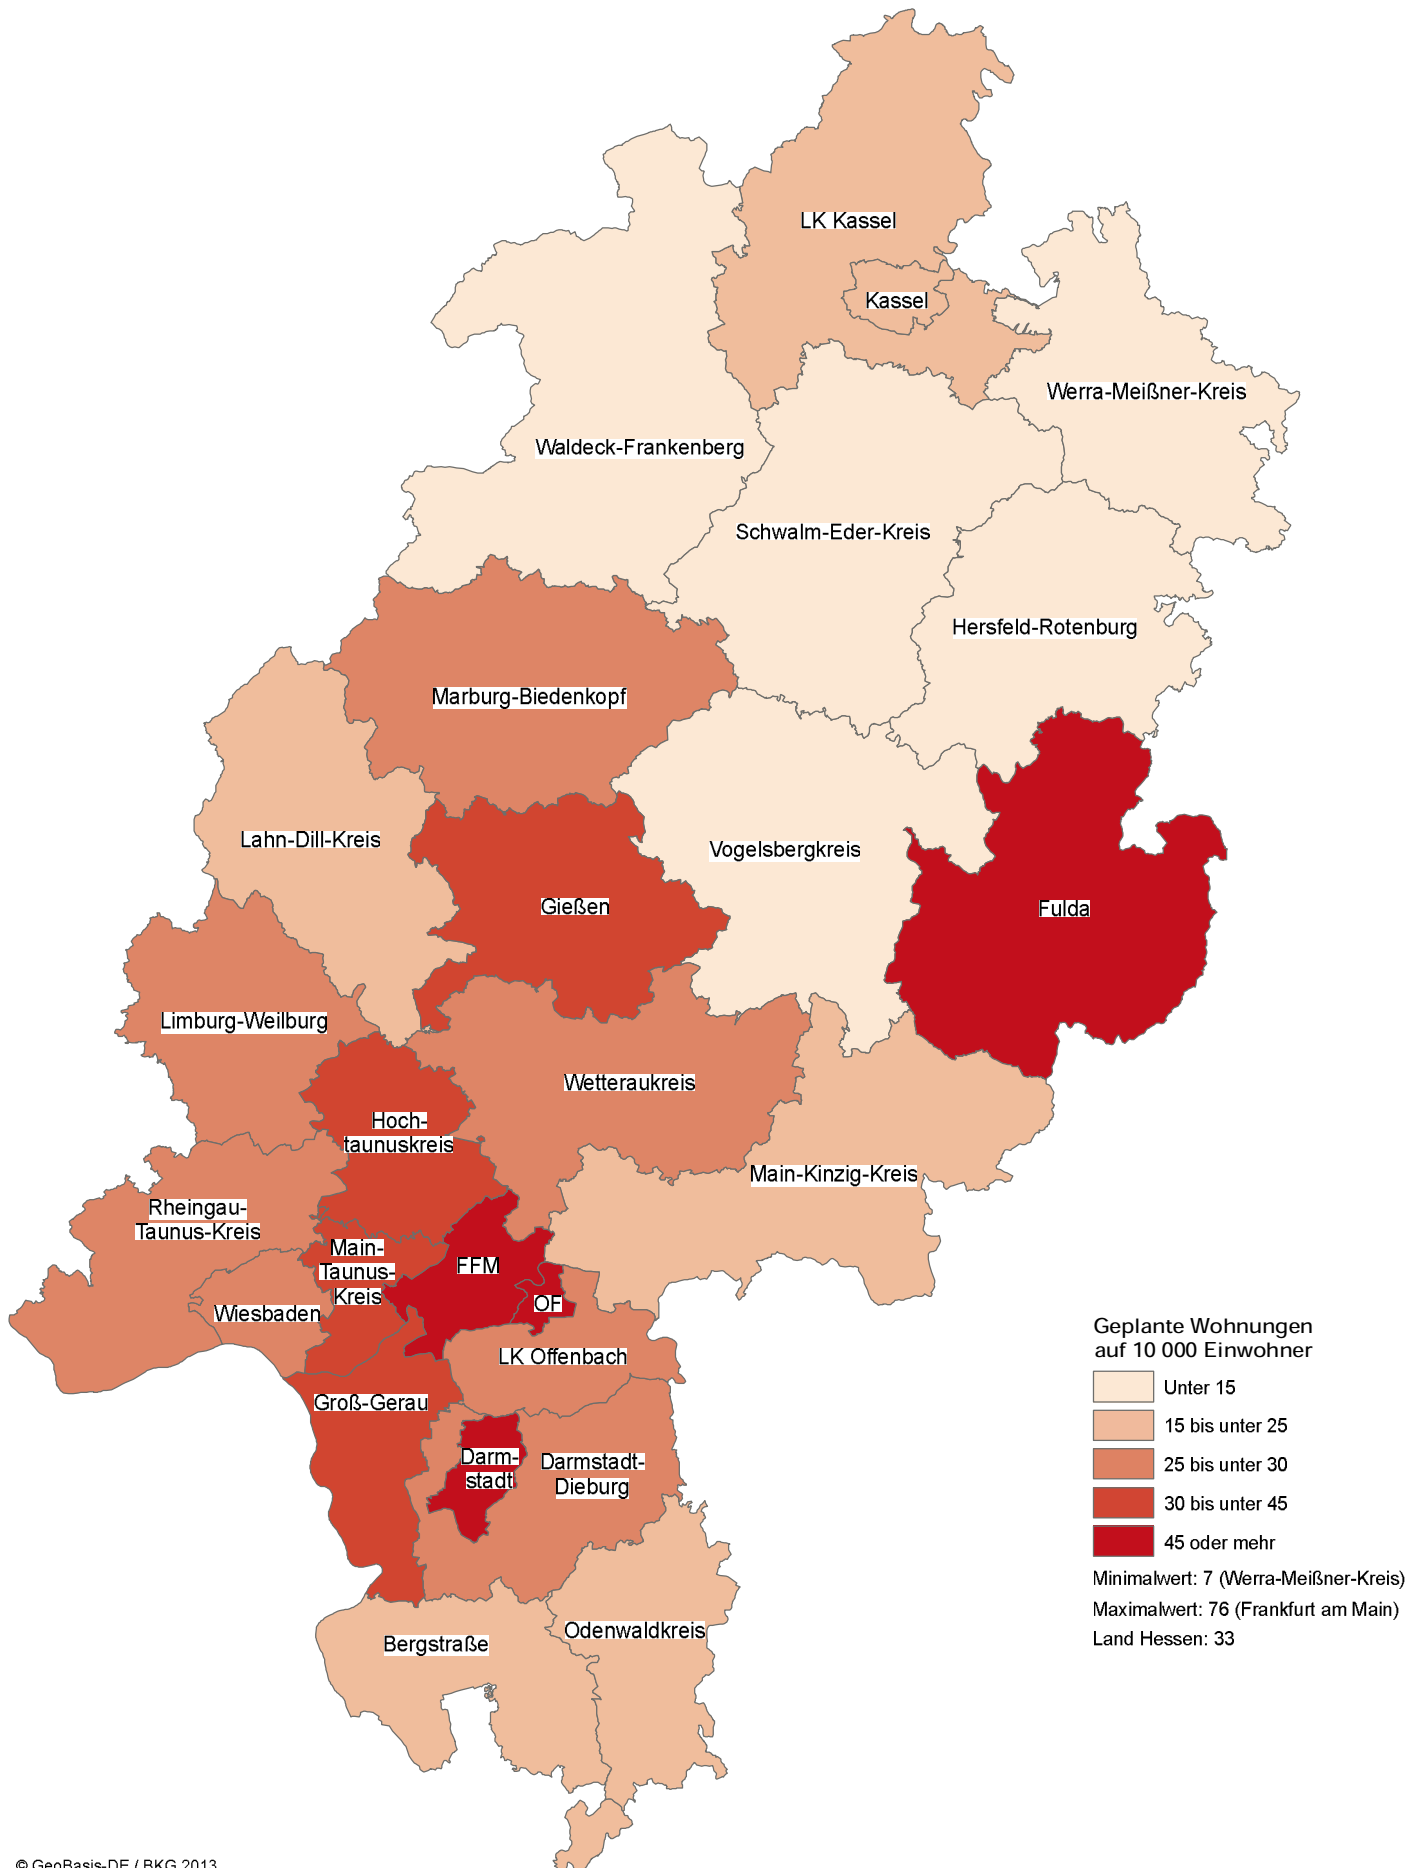 LK Kassel
Kassel
Werra-Meißner-Kreis
Waldeck-Frankenberg
Schwalm-Eder-Kreis
Hersfeld-Rotenburg
Marburg-Biedenkopf
Lahn-Dill-Kreis
Vogelsbergkreis
Gießen
Fulda
Limburg-Weilburg
Wetteraukreis
Hoch-
taunuskreis
Main-Kinzig-Kreis
Rheingau-
Taunus-Kreis
Main-
Taunus-
Kreis
FFM
OF
Wiesbaden
LK Offenbach
Groß-Gerau
Darm-
stadt
Darmstadt-
Dieburg
Odenwaldkreis
Bergstraße
Geplante Wohnungen
auf 10 000 Einwohner
Unter 15
15 bis unter 25
25 bis unter 30
30 bis unter 45
45 oder mehr
Minimalwert: 7 (Werra-Meißner-Kreis)
Maximalwert: 76 (Frankfurt am Main)
Land Hessen: 33
© GeoBasis-DE / BKG 2013